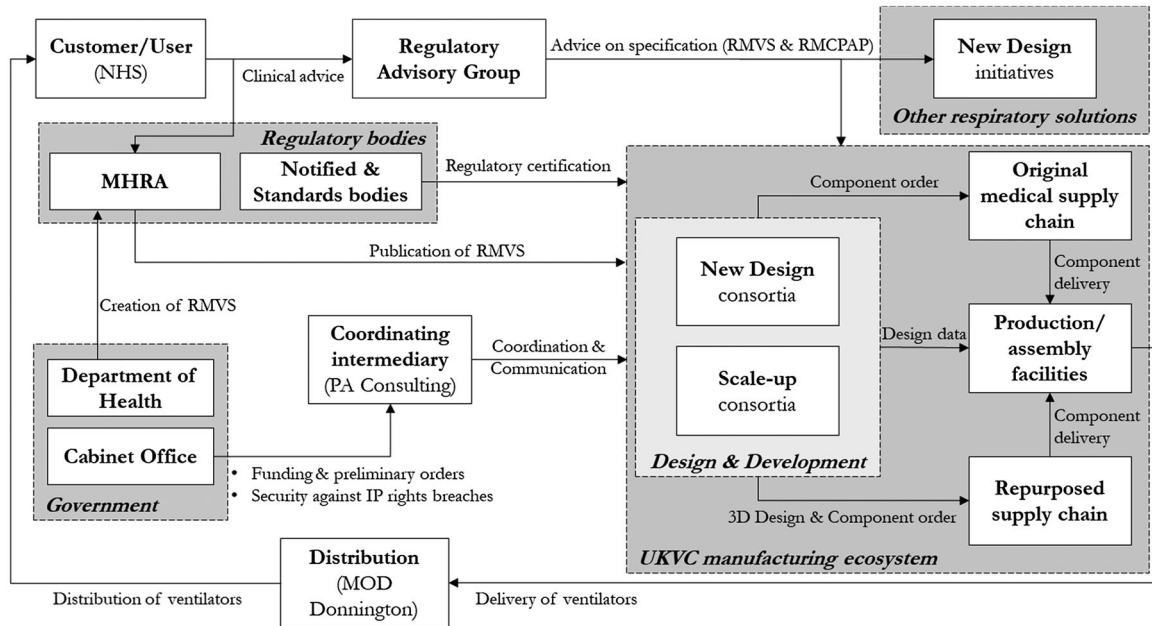 Customer/User
(NHS)
Clinical advice
Regulatory
Advisory Group
Advice on specification (RMVS & RMCPAP)
New Design
initiatives
Other respiratory solutions
Regulatory bodies
MHRA
Notified &
Standards bodies
Regulatory certification
Publication of RMVS
Creation of RMVS
Department of
Health
Cabinet Office
Government
• Funding & preliminary orders
• Security against IP rights breaches
Coordinating
intermediary
(PA Consulting)
Coordination &
Communication
Component order
Original
medical supply
chain
New Design
consortia
Scale-up
consortia
Design & Development
Component
delivery
Design data
Production/
assembly
facilities
Component
delivery
3D Design & Component order
Repurposed
supply chain
UKVC manufacturing ecosystem
Distribution
(MOD
Donnington)
Distribution of ventilators
Delivery of ventilators